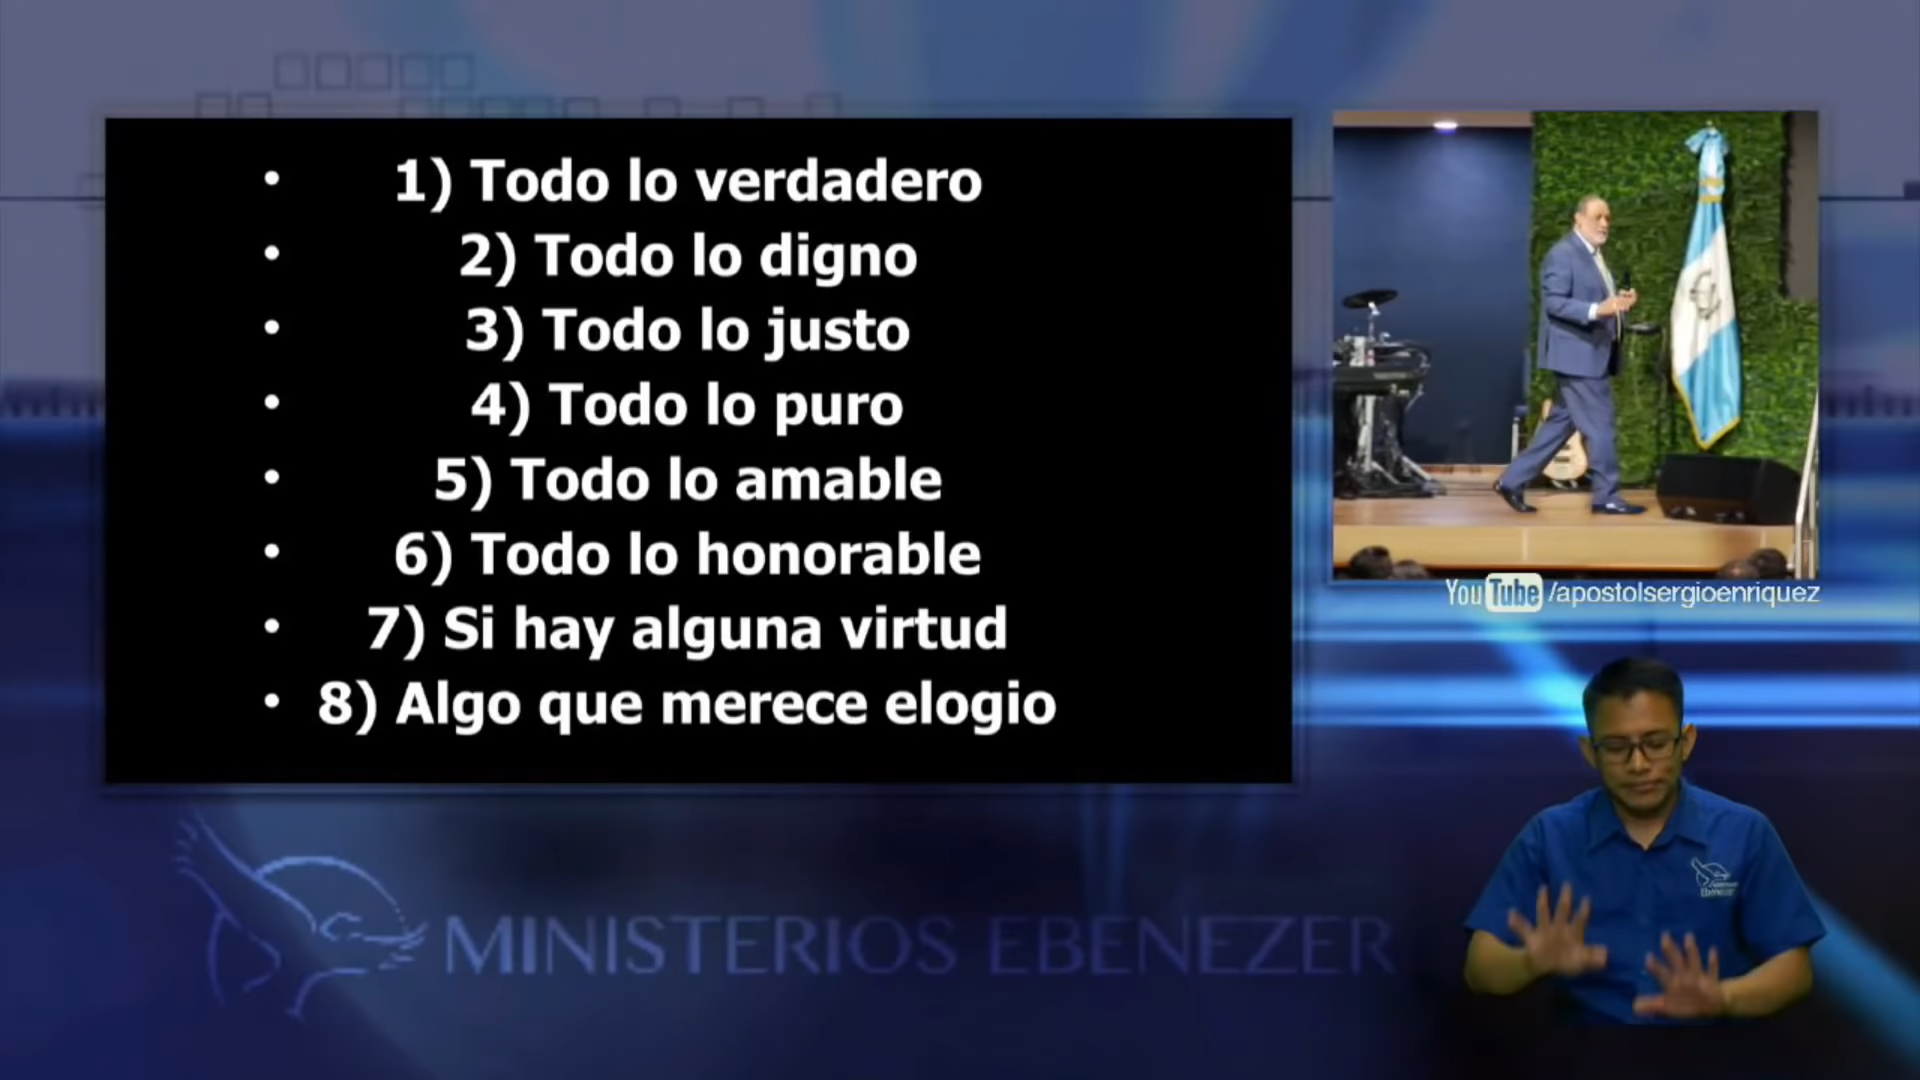 • 1) Todo lo verdadero
• 2) Todo lo digno
• 3) Todo lo justo
• 4) Todo lo puro
• 5) Todo lo amable
• 6) Todo lo honorable
• 7) Si hay alguna virtud
• 8) Algo que merece elogio
YouTube /apostolsergioenriquez
MINISTERIOS EBENEZER
Ebenezer